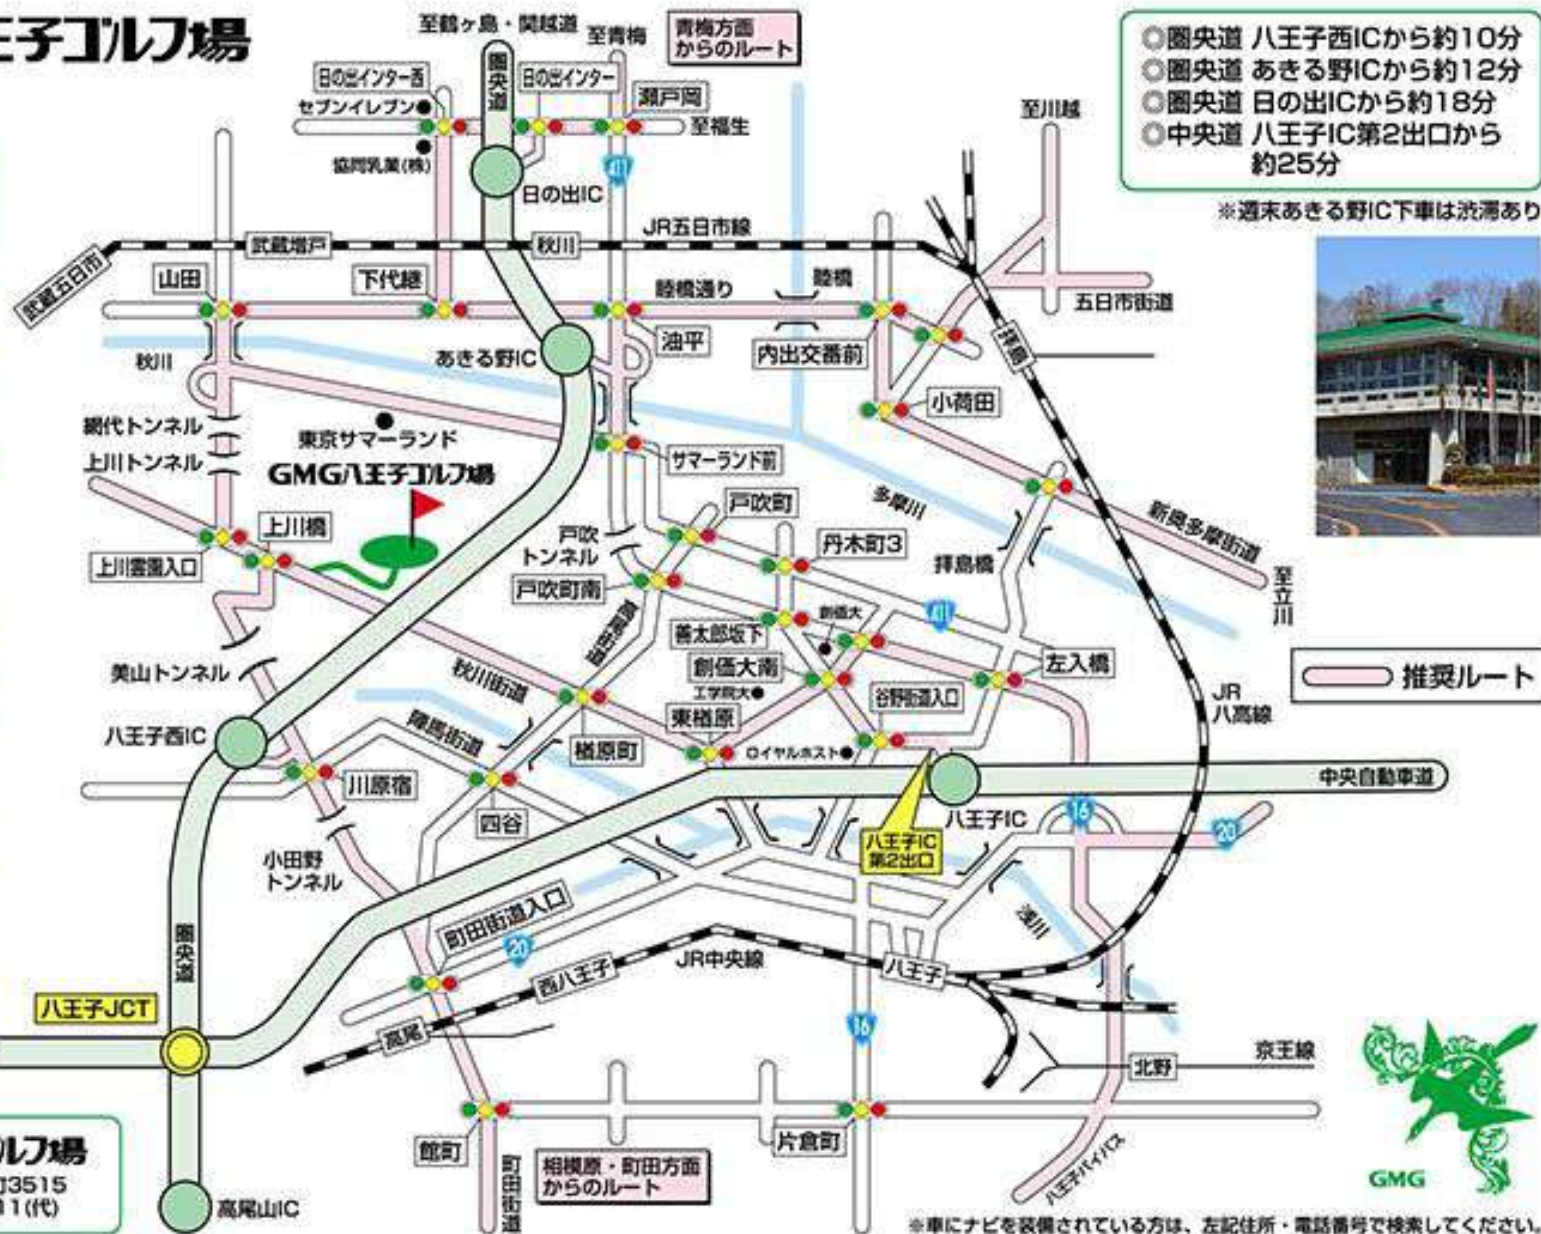 王子ゴルフ場
至鶴ヶ島・関越道
至青梅
青梅方面
からのルート
◎圏央道 八王子西ICから約10分
◎圏央道 あきる野ICから約12分
◎圏央道 日の出ICから約18分
◎中央道 八王子IC第2出口から
約25分
※週末あきる野IC下車は渋滞あり
日の出インター西
圏央道
日の出インター
瀬戸岡
セブンイレブン
至福生
至川越
協同乳業(株)
日の出IC
411
JR五日市線
武蔵五日市
武蔵増戸
秋川
山田
下代継
睦橋通り
睦橋
五日市街道
秋川
あきる野IC
油平
内出交番前
拝島
小荷田
網代トンネル
東京サマーランド
上川トンネル
GMG八王子ゴルフ場
サマーランド前
多摩川
新奥多摩街道
戸吹町
上川橋
戸吹
トンネル
丹木町3
上川霊園入口
拝島橋
至立川
戸吹町南
高尾街道
善太郎坂下
創価大
411
美山トンネル
秋川街道
創価大南
左入橋
推奨ルート
工学院大
谷野街道入口
JR
八高線
陣馬街道
東楢原
八王子西IC
楢原町
ロイヤルホスト
中央自動車道
川原宿
四谷
八王子IC
16
20
八王子IC
第2出口
小田野
トンネル
町田街道入口
浅川
圏央道
20
西八王子
JR中央線
八王子
八王子JCT
高尾
16
京王線
北野
ルフ場
町3515
11(代)
館町
片倉町
高尾山IC
町田街道
相模原・町田方面
からのルート
八王子バイパス
GMG
※車にナビを装備されている方は、左記住所・電話番号で検索してください。